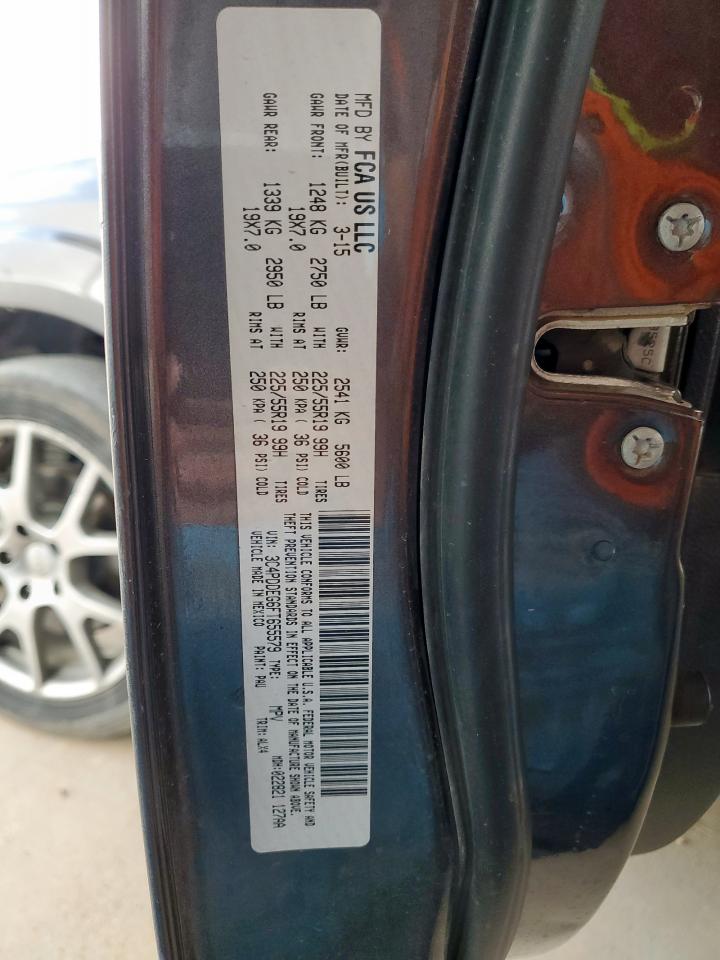 MFD BY FCA US LLC
DATE OF MFR(BUILT): 3-15 GVWR: 2541 KG 5600 LB
GAWR FRONT: 1248 KG 2750 LB WITH 225/55R19 99H TIRES
19X7.0 RIMS AT 250 KPA ( 36 PSI) COLD
GAWR REAR: 1339 KG 2950 LB WITH 225/55R19 99H TIRES
19X7.0 RIMS AT 250 KPA ( 36 PSI) COLD
THIS VEHICLE CONFORMS TO ALL APPLICABLE U.S.A. FEDERAL MOTOR VEHICLE SAFETY AND
THEFT PREVENTION STANDARDS IN EFFECT ON THE DATE OF MANUFACTURE SHOWN ABOVE.
VIN: 3C4PDDEG6FT655579 TYPE: MPV MDH:022821 127AA
VEHICLE MADE IN MEXICO PAINT: PAU TRIM:ALX4